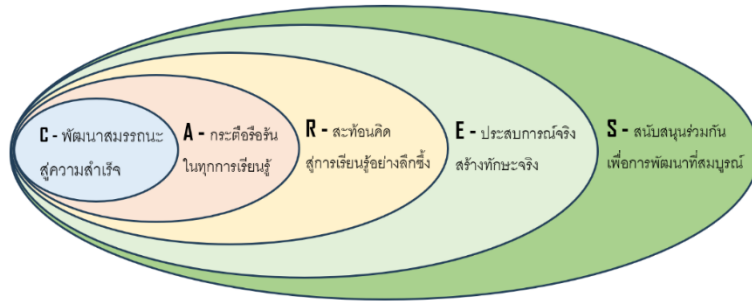 C - พัฒนาสมรรถนะ
สู่ความสำเร็จ
A - กระตือรือร้น
ในทุกการเรียนรู้
R - สะท้อนคิด
สู่การเรียนรู้อย่างลึกซึ้ง
E - ประสบการณ์จริง
สร้างทักษะจริง
S - สนับสนุนร่วมกัน
เพื่อการพัฒนาที่สมบูรณ์